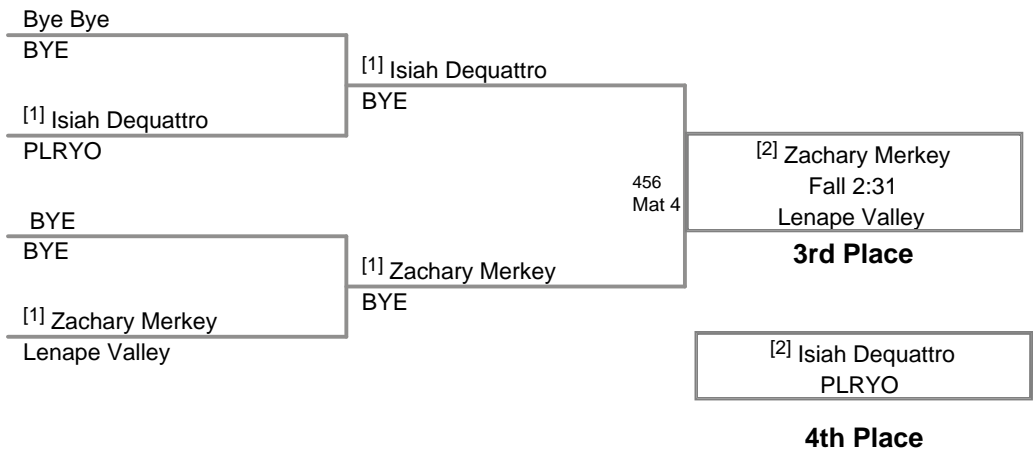 Bye Bye
BYE
[1] Isiah Dequattro
BYE
[1] Isiah Dequattro
PLRYO
[2] Zachary Merkey
Fall 2:31
Lenape Valley
3rd Place
456
Mat 4
BYE
BYE
[1] Zachary Merkey
BYE
[1] Zachary Merkey
Lenape Valley
[2] Isiah Dequattro
PLRYO
4th Place